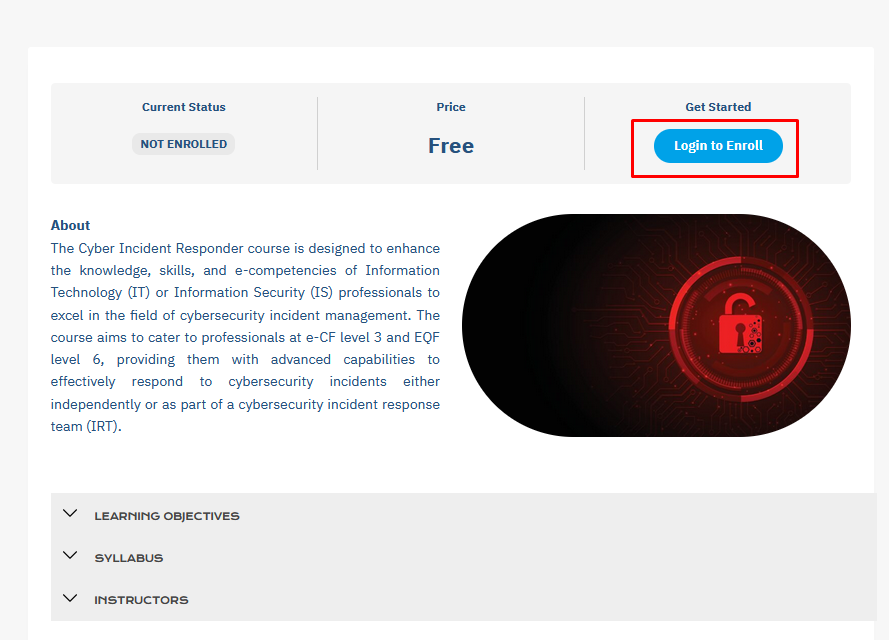 Current Status
Price
Get Started
NOT ENROLLED
Free
Login to Enroll
About
The Cyber Incident Responder course is designed to enhance
the knowledge, skills, and e-competencies of Information
Technology (IT) or Information Security (IS) professionals to
excel in the field of cybersecurity incident management. The
course aims to cater to professionals at e-CF level 3 and EQF
level 6, providing them with advanced capabilities to
effectively respond to cybersecurity incidents either
independently or as part of a cybersecurity incident response
team (IRT).
LEARNING OBJECTIVES
SYLLABUS
INSTRUCTORS